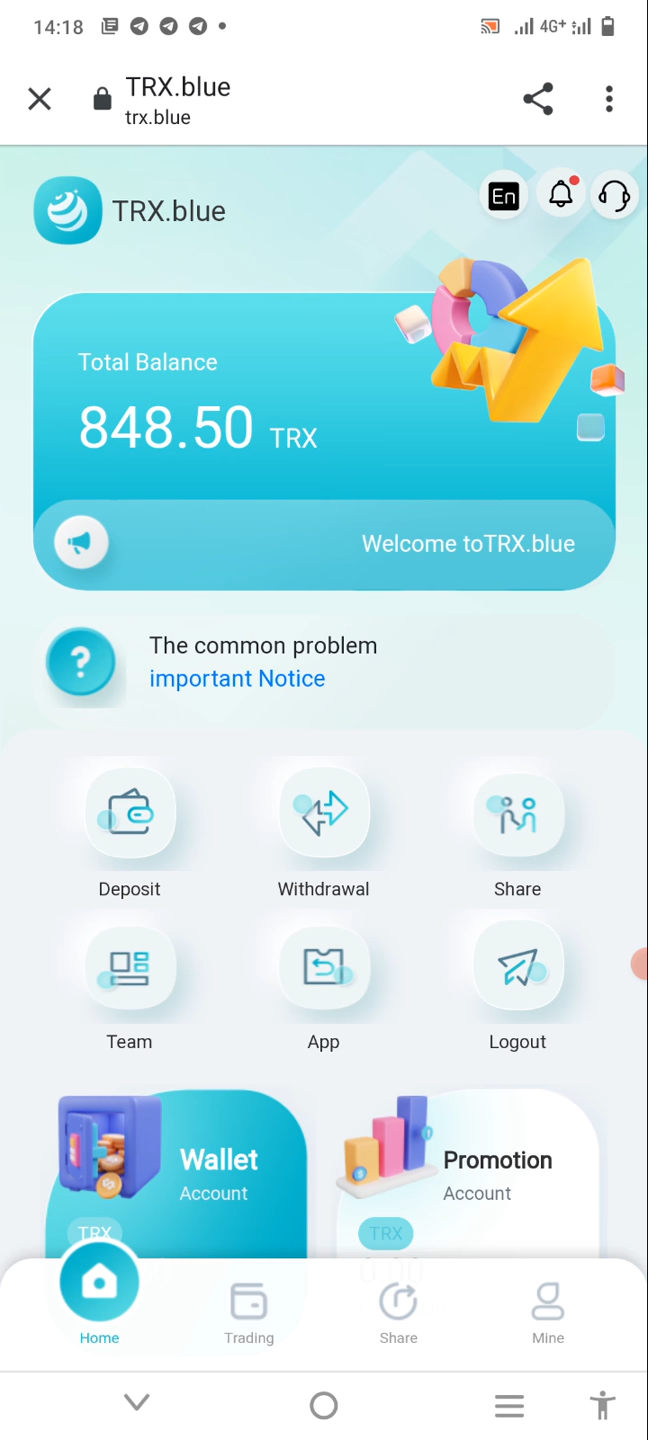 14:18
4G+
TRX.blue
trx.blue
TRX.blue
En
Total Balance
848.50 TRX
Welcome toTRX.blue
The common problem
important Notice
Deposit
Withdrawal
Share
Team
App
Logout
Wallet
Account
TRX
Promotion
Account
TRX
Home
Trading
Share
Mine